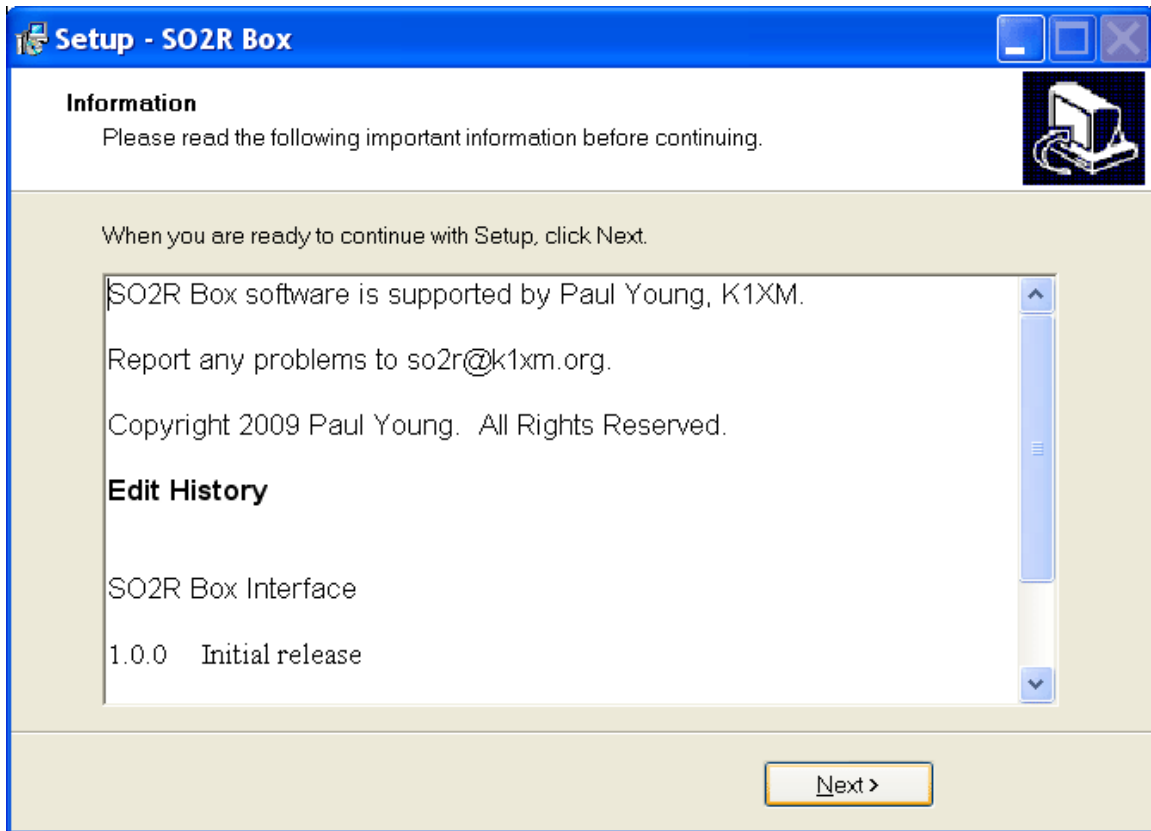 Setup - SO2R Box
Information
Please read the following important information before continuing.
When you are ready to continue with Setup, click Next.
SO2R Box software is supported by Paul Young, K1XM.
Report any problems to so2r@k1xm.org.
Copyright 2009 Paul Young.  All Rights Reserved.
Edit History
SO2R Box Interface
1.0.0    Initial release
Next >